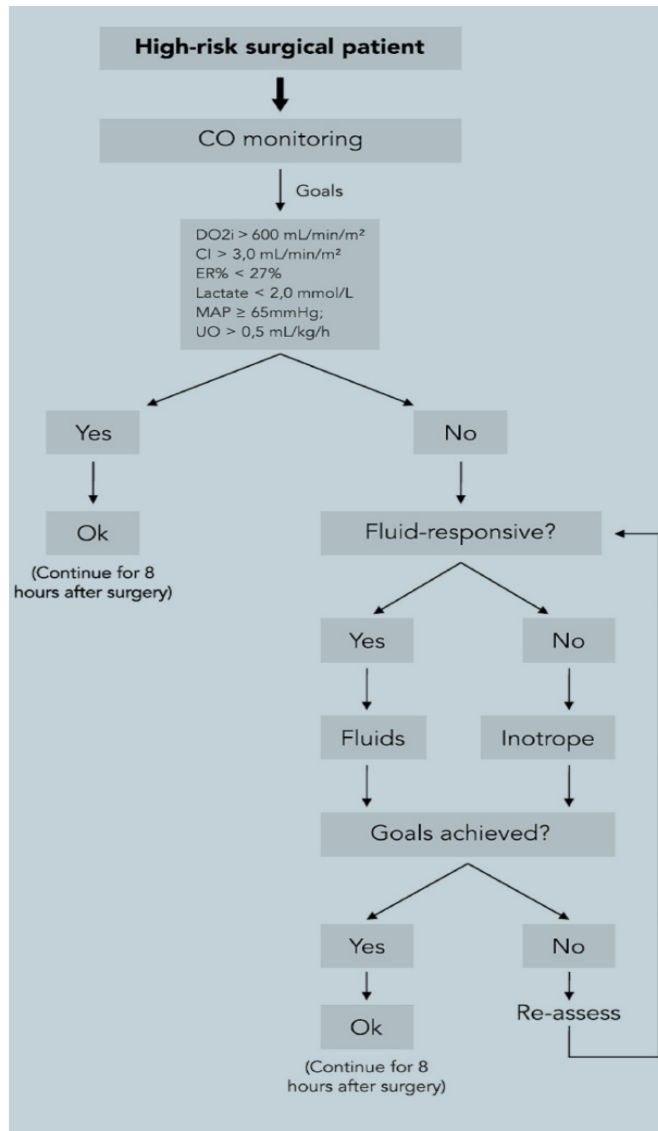 High-risk surgical patient
CO monitoring
Goals
DO2i > 600 mL/min/m²
CI > 3,0 mL/min/m²
ER% < 27%
Lactate < 2,0 mmol/L
MAP ≥ 65mmHg;
UO > 0,5 mL/kg/h
Yes
No
Ok
(Continue for 8
hours after surgery)
Fluid-responsive?
Yes
No
Fluids
Inotrope
Goals achieved?
Yes
No
Ok
Re-assess
(Continue for 8
hours after surgery)